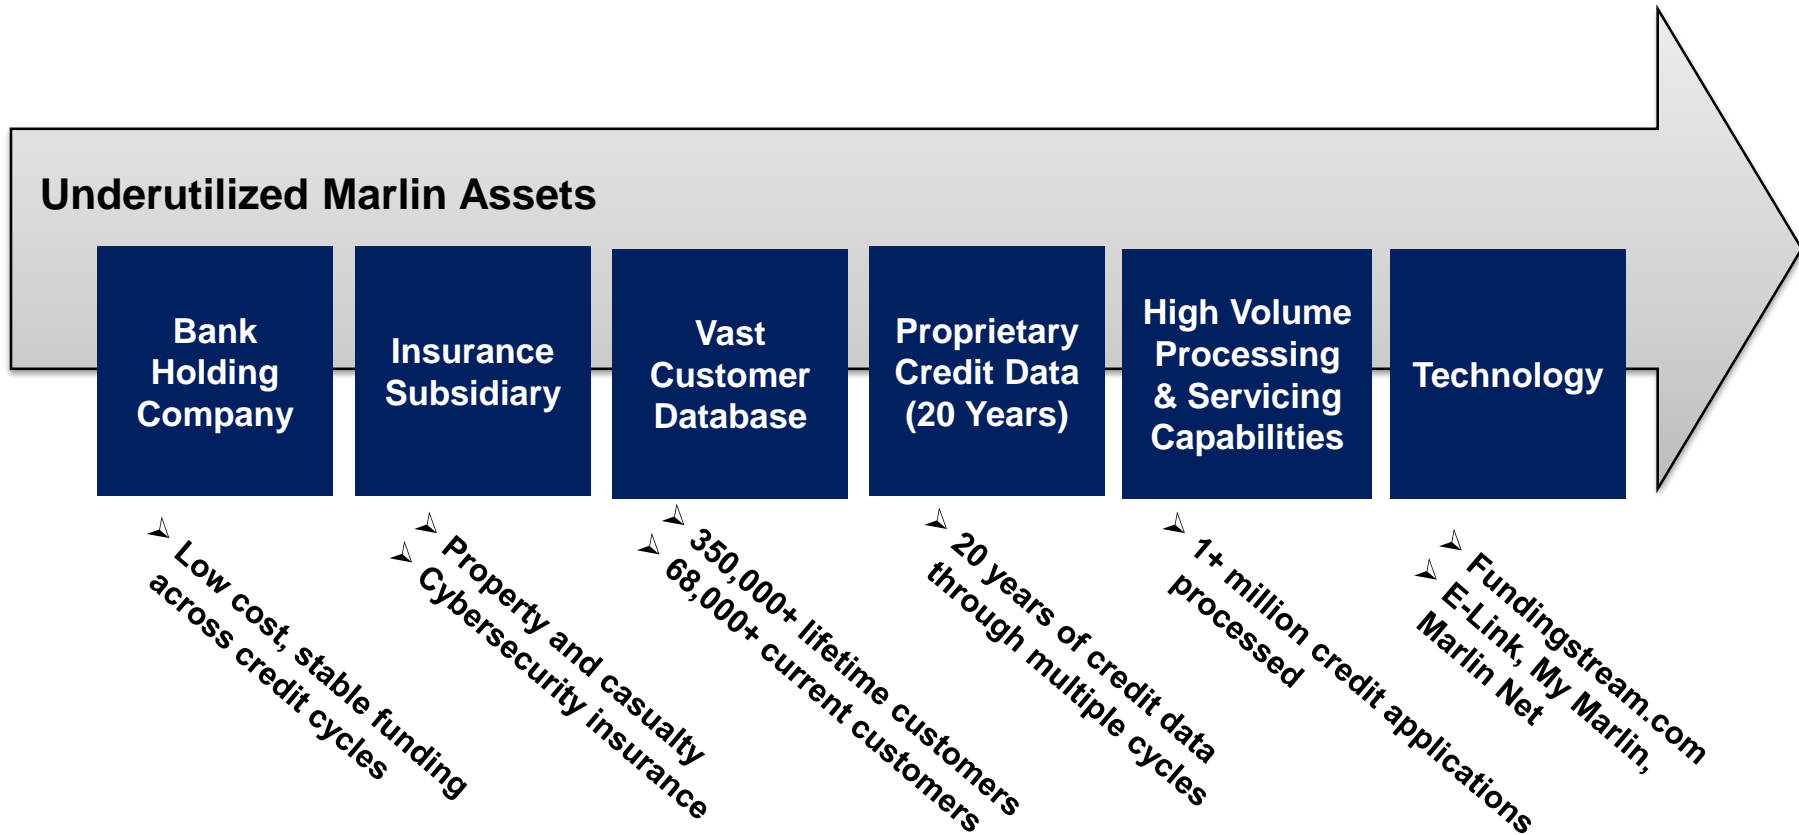 Underutilized Marlin Assets
Bank
Holding
Company
Insurance
Subsidiary
Vast
Customer
Database
Proprietary
Credit Data
(20 Years)
High Volume
Processing
& Servicing
Capabilities
Technology
Low cost, stable funding
across credit cycles
Property and casualty
Cybersecurity insurance
350,000+ lifetime customers
68,000+ current customers
20 years of credit data
through multiple cycles
1+ million credit applications
processed
Fundingstream.com
E-Link, My Marlin,
Marlin Net